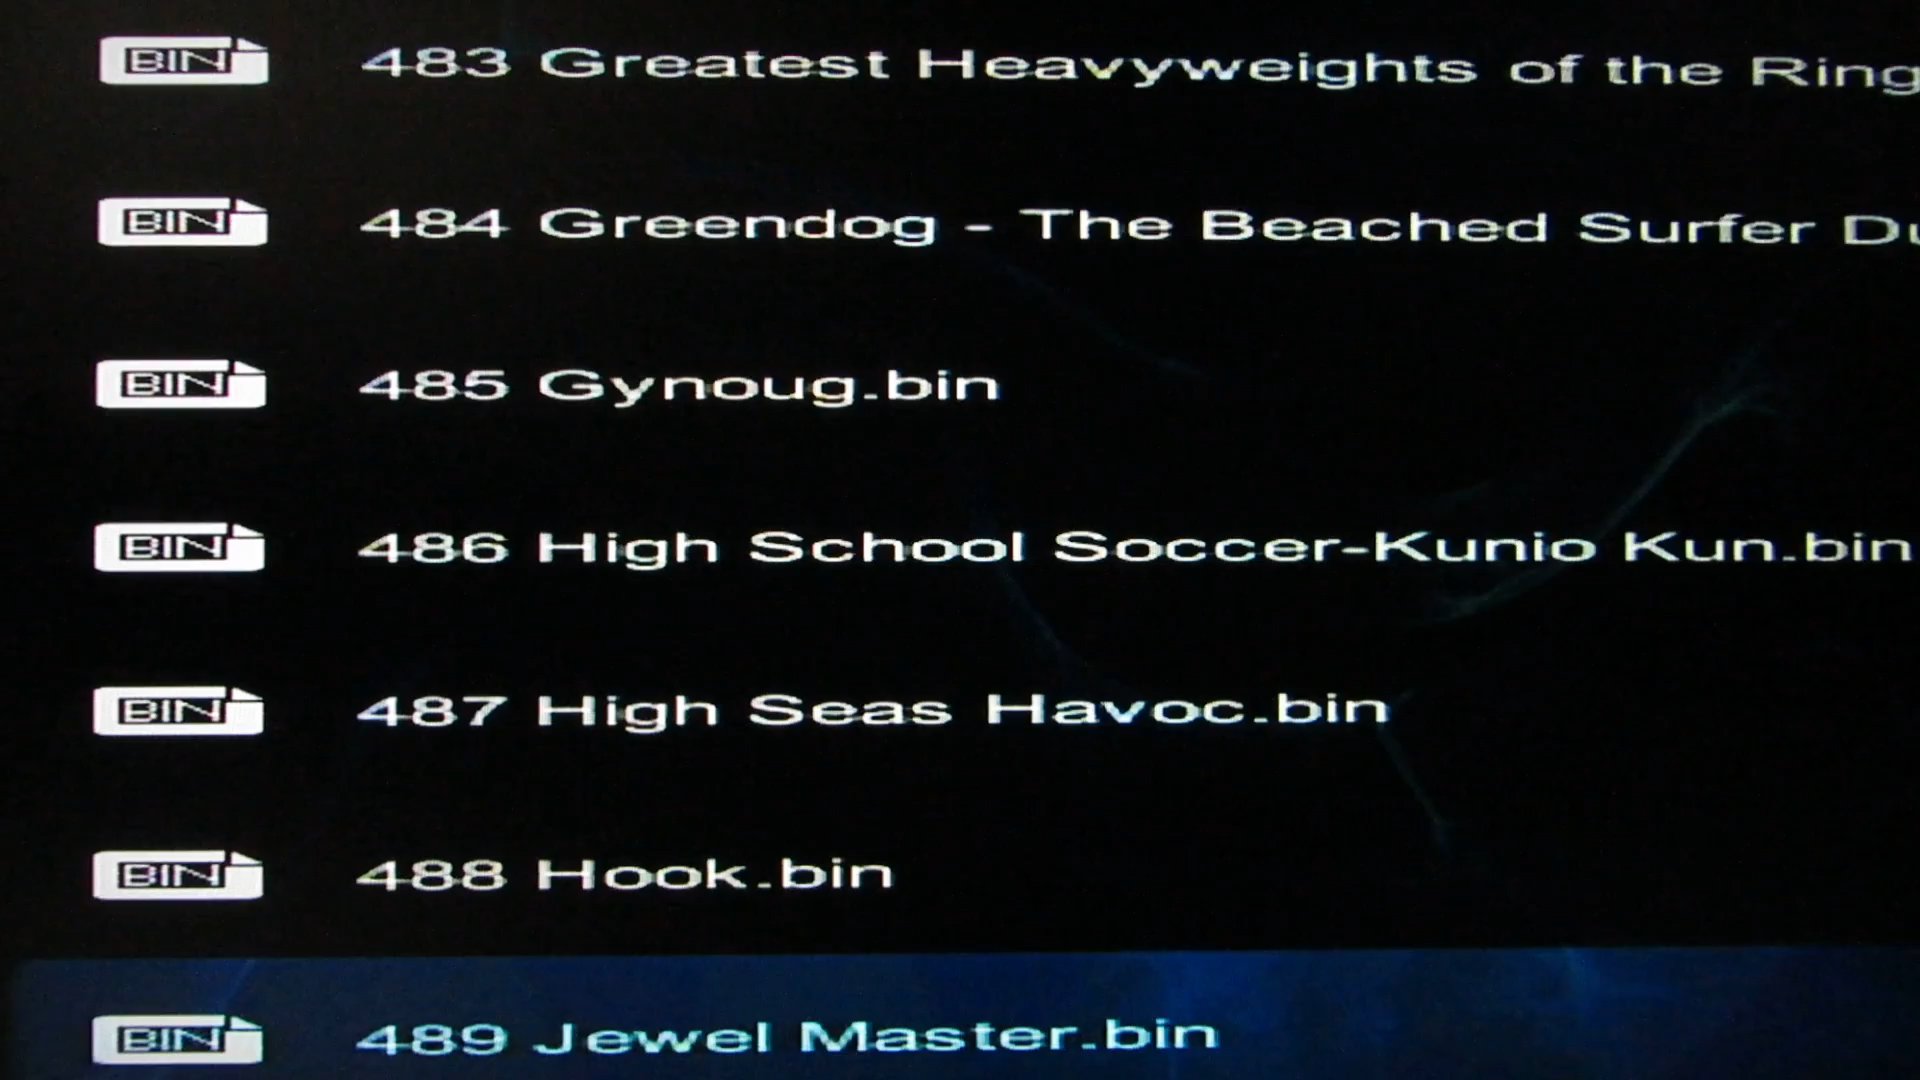 BIN 483 Greatest Heavyweights of the Ring
BIN 484 Greendog - The Beached Surfer
BIN 485 Gynoug.bin
BIN 486 High School Soccer-Kunio Kun.bin
BIN 487 High Seas Havoc.bin
BIN 488 Hook.bin
BIN 489 Jewel Master.bin